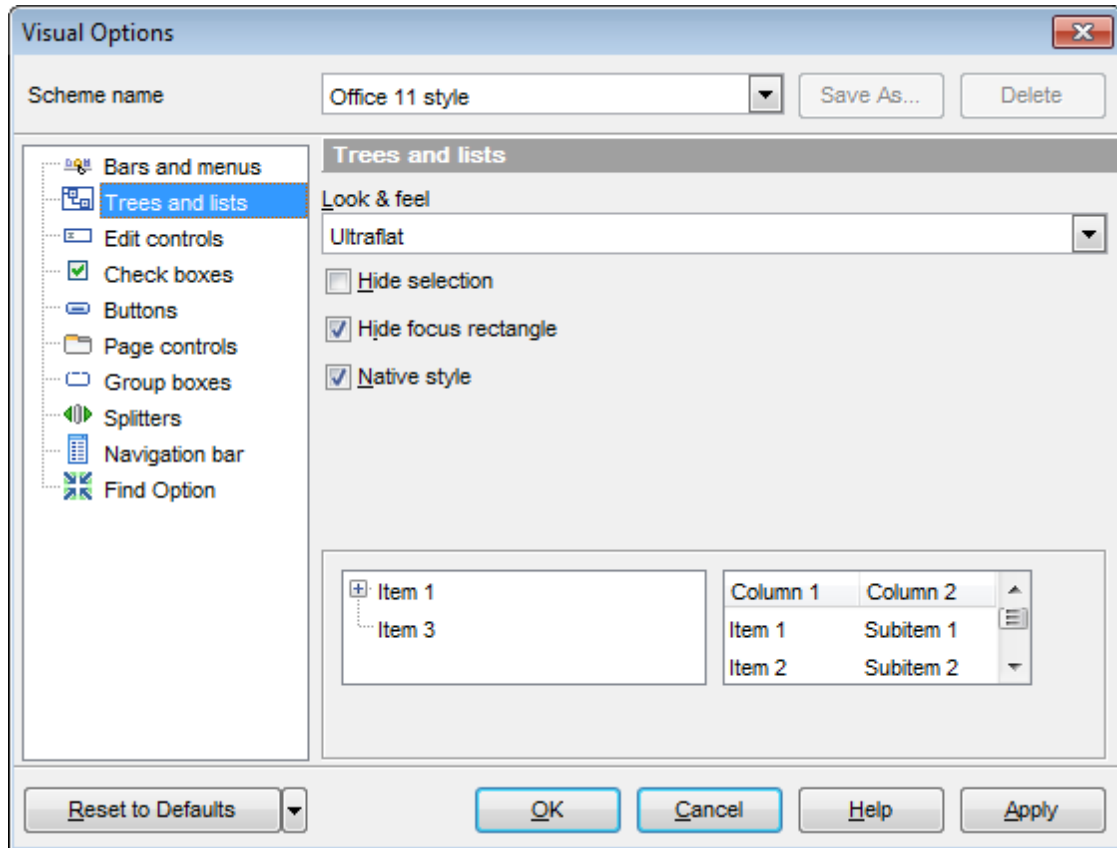 Visual Options
Scheme name
Office 11 style
Save As...
Delete
Bars and menus
Trees and lists
Edit controls
Check boxes
Buttons
Page controls
Group boxes
Splitters
Navigation bar
Find Option
Trees and lists
Look & feel
Ultraflat
Hide selection
Hide focus rectangle
Native style
Item 1
Item 3
Column 1 Column 2
Item 1 Subitem 1
Item 2 Subitem 2
Reset to Defaults
OK
Cancel
Help
Apply